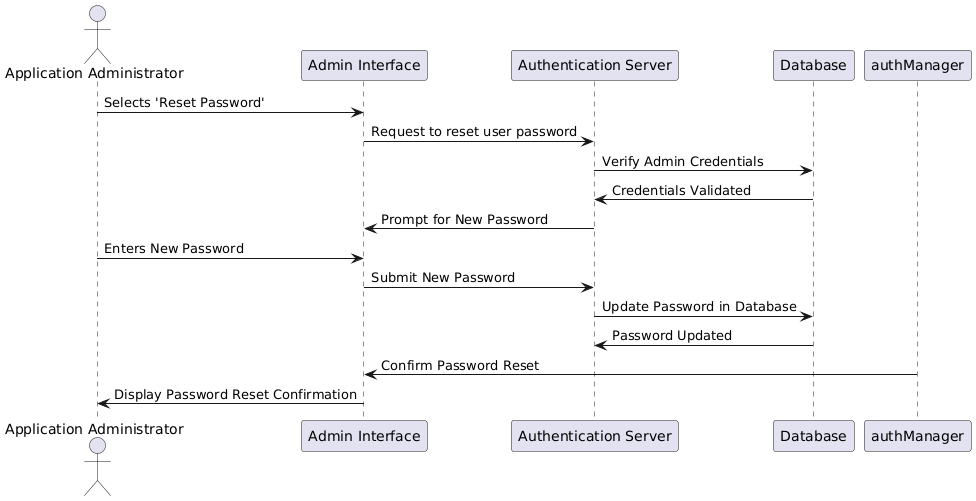 Application Administrator
Admin Interface
Authentication Server
Database
authManager
Selects 'Reset Password'
Request to reset user password
Verify Admin Credentials
Credentials Validated
Prompt for New Password
Enters New Password
Submit New Password
Update Password in Database
Password Updated
Confirm Password Reset
Display Password Reset Confirmation
Application Administrator
Admin Interface
Authentication Server
Database
authManager